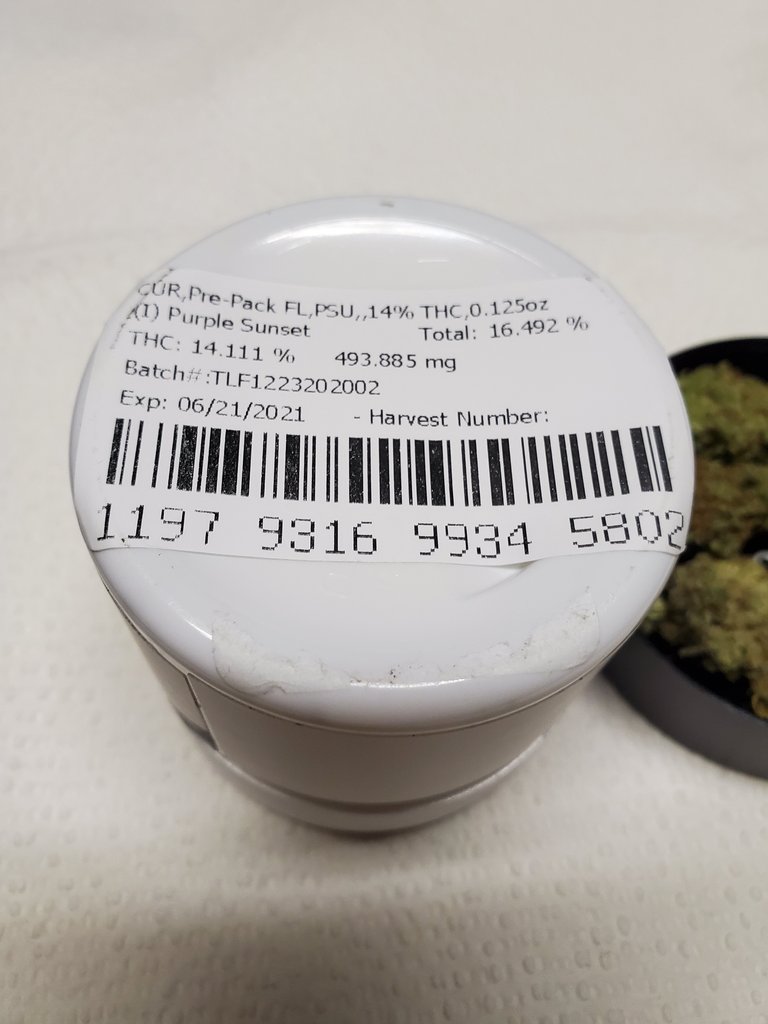 CUR,Pre-Pack FL,PSU,,14% THC,0.125oz
(1) Purple Sunset Total: 16.492 %
THC: 14.111 % 493.885 mg
Batch#:TLF1223202002
Exp: 06/21/2021 - Harvest Number:
1197 9316 9934 5802